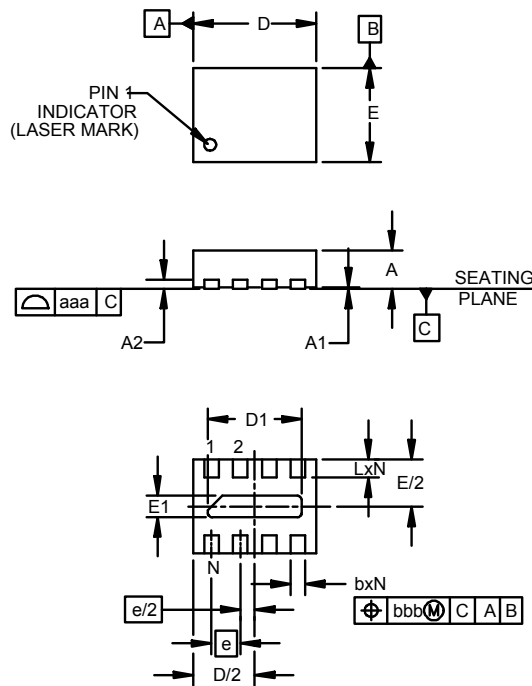 A
D
B
PIN 1
INDICATOR
(LASER MARK)
E
A
SEATING
PLANE
aaa C
A2
A1
C
D1
1 2
LxN
E/2
E1
N
bxN
e/2
bbb M C A B
e
D/2